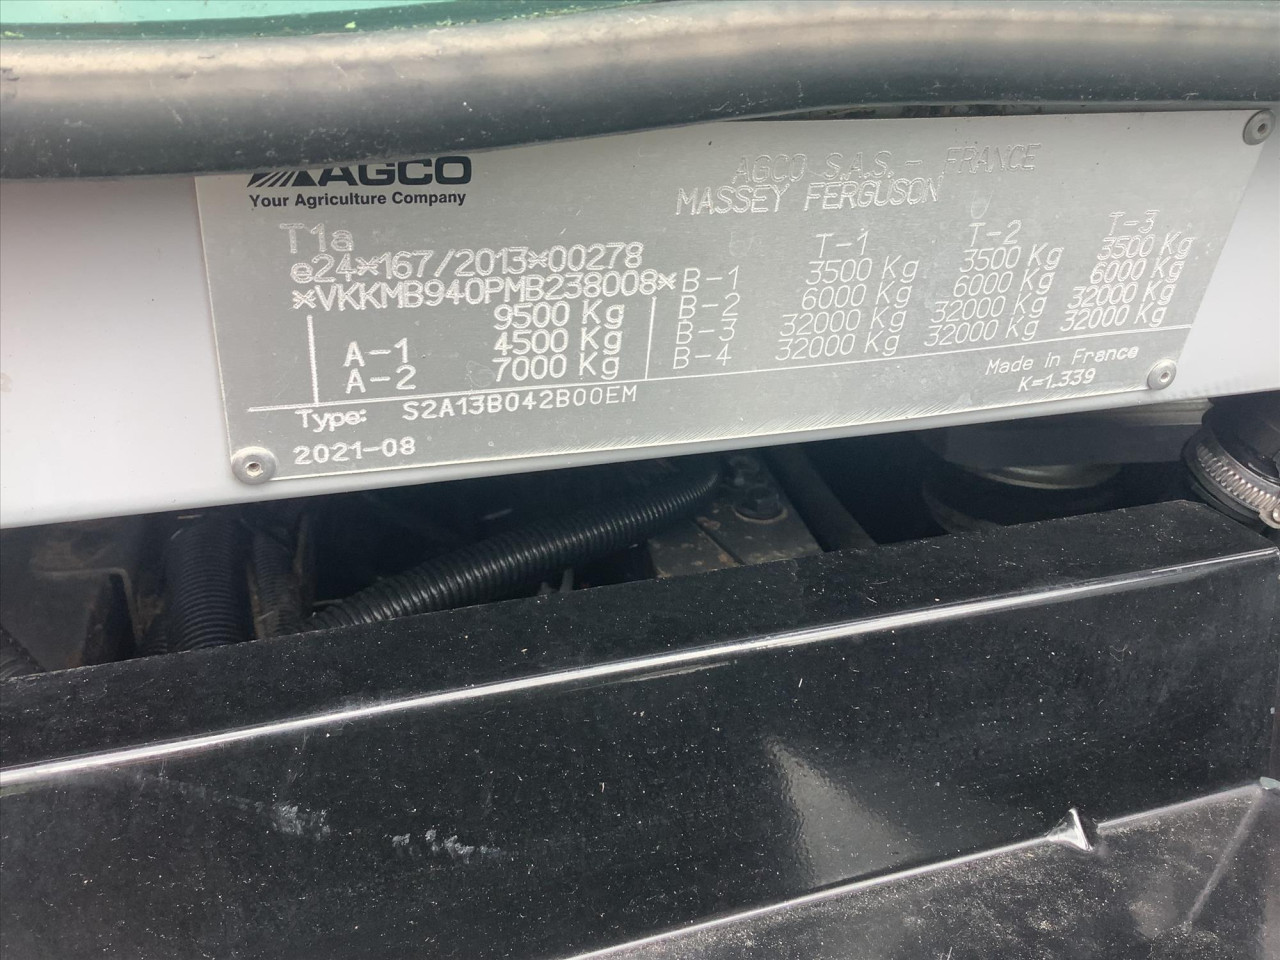 AGCO
Your Agriculture Company
AGCO S.A.S. - FRANCE
MASSEY FERGUSON
T1a
e24*167/2013*00278
*VKKMB940PMB238008*
9500 Kg
A-1 4500 Kg
A-2 7000 Kg
T-1 T-2 T-3
B-1 3500 Kg 3500 Kg 3500 Kg
B-2 6000 Kg 6000 Kg 6000 Kg
B-3 32000 Kg 32000 Kg 32000 Kg
B-4 32000 Kg 32000 Kg 32000 Kg
Type: S2A13B042B00EM
Made in France
K=1.339
2021-08